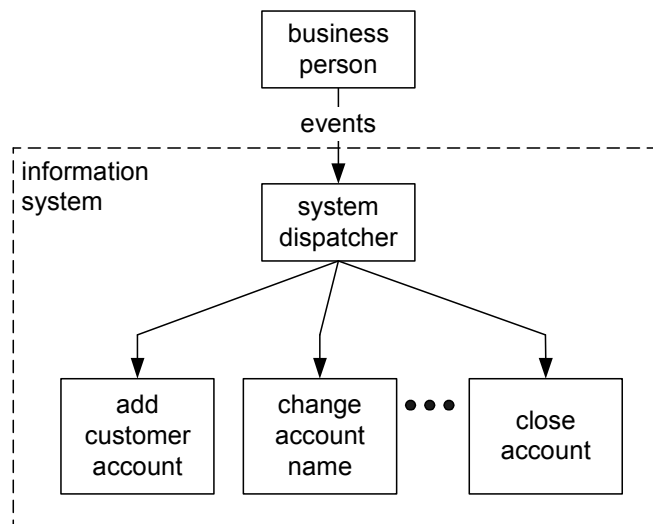 business
person
events
information
system
system
dispatcher
add
customer
account
change
account
name
close
account